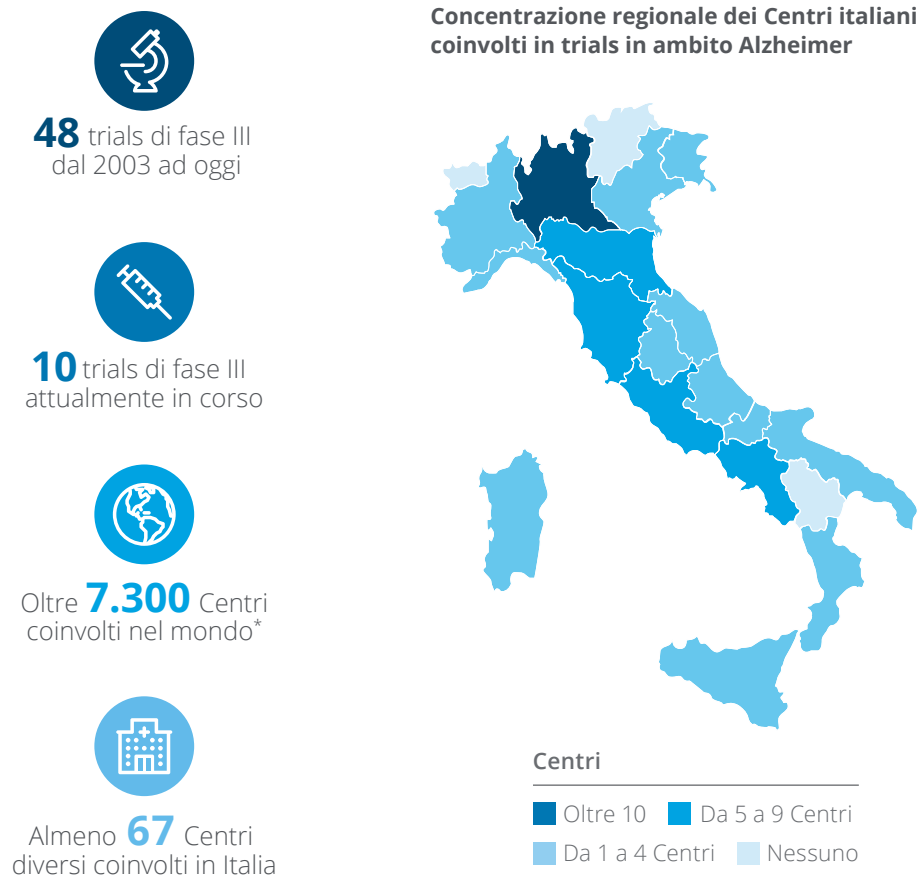 Concentrazione regionale dei Centri italiani
coinvolti in trials in ambito Alzheimer
48 trials di fase III
dal 2003 ad oggi
10 trials di fase III
attualmente in corso
Oltre 7.300 Centri
coinvolti nel mondo*
Almeno 67 Centri
diversi coinvolti in Italia
Centri
Oltre 10
Da 5 a 9 Centri
Da 1 a 4 Centri
Nessuno